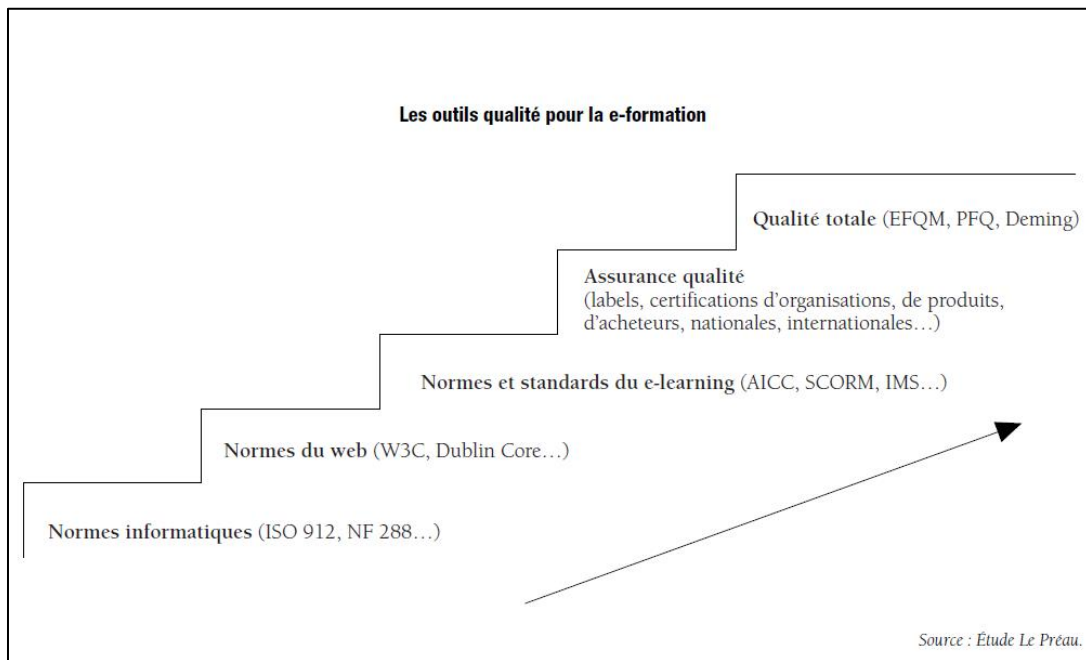 Les outils qualité pour la e-formation
Qualité totale (EFQM, PFQ, Deming)
Assurance qualité
(labels, certifications d'organisations, de produits,
d'acheteurs, nationales, internationales…)
Normes et standards du e-learning (AICC, SCORM, IMS…)
Normes du web (W3C, Dublin Core…)
Normes informatiques (ISO 912, NF 288…)
Source : Étude Le Préau.